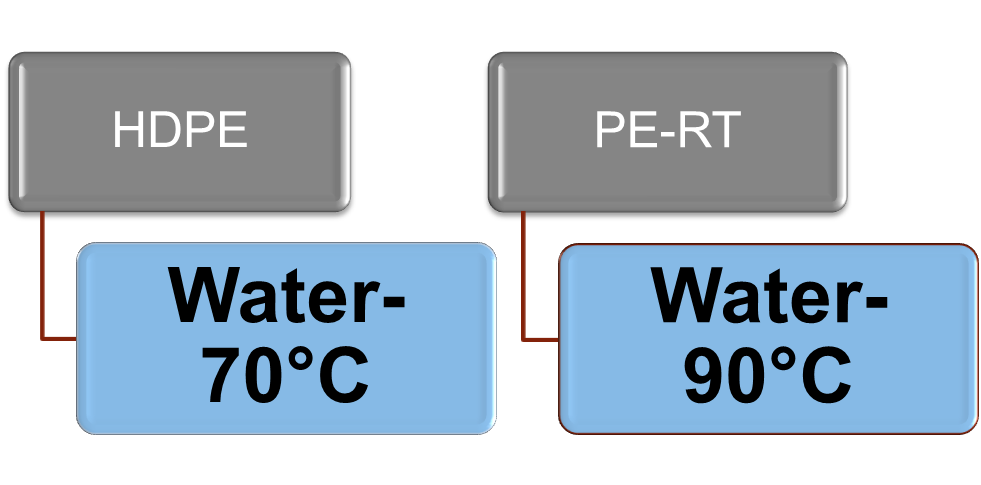 HDPE
PE-RT
Water-
70°C
Water-
90°C